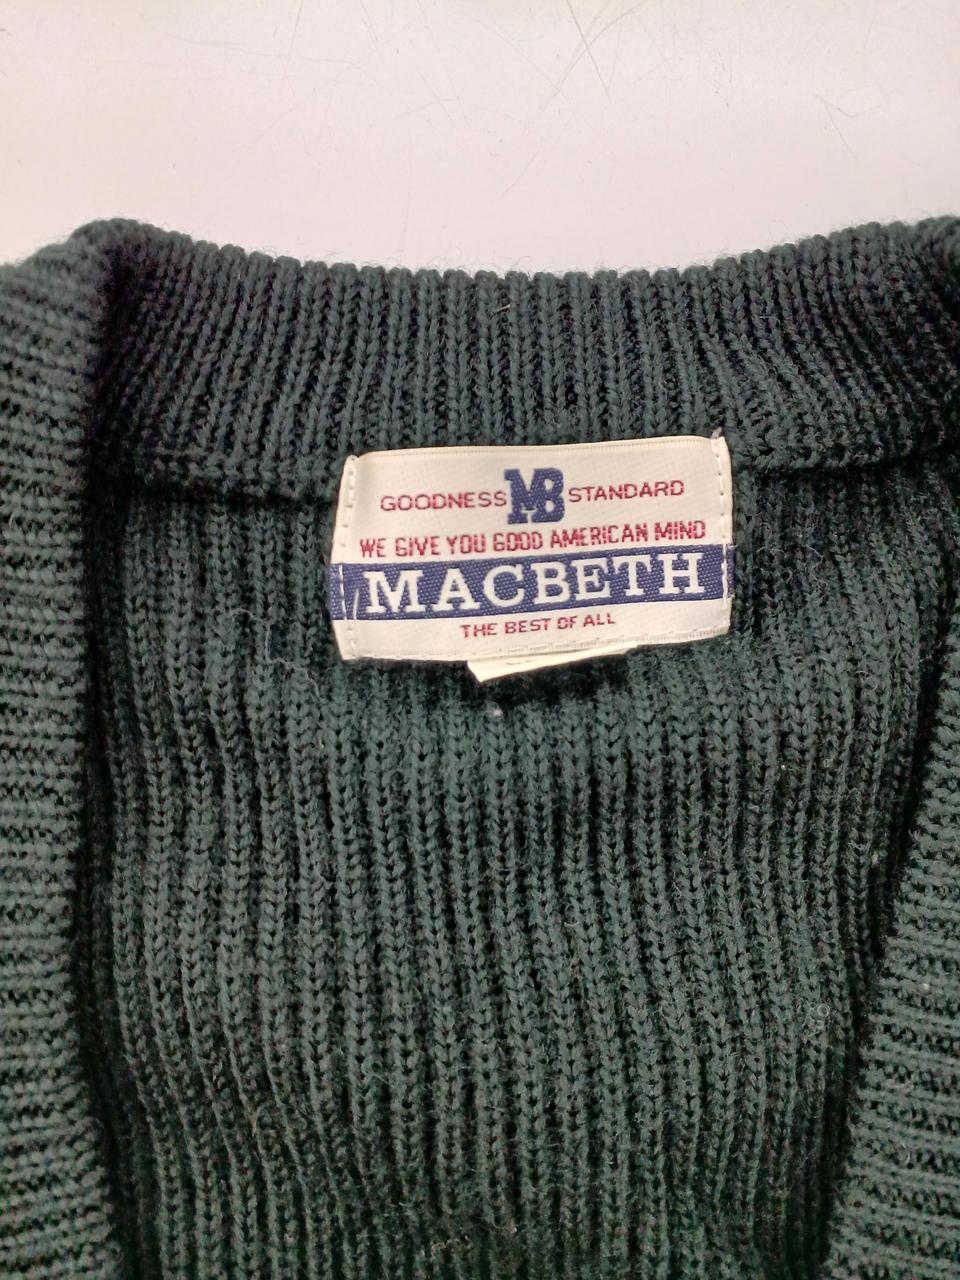 GOODNESS MB STANDARD
WE GIVE YOU GOOD AMERICAN MIND
MACBETH
THE BEST OF ALL